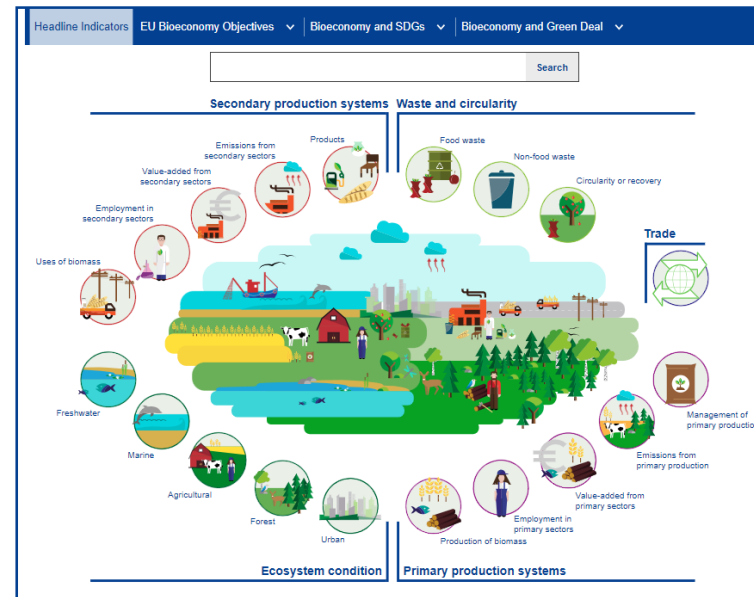 Headline Indicators
EU Bioeconomy Objectives
Bioeconomy and SDGs
Bioeconomy and Green Deal
Search
Secondary production systems
Waste and circularity
Products
Emissions from
secondary sectors
Value-added from
secondary sectors
Employment in
secondary sectors
Uses of biomass
Food waste
Non-food waste
Circularity or recovery
Trade
Freshwater
Marine
Agricultural
Forest
Urban
Management of
primary production
Emissions from
primary production
Value-added from
primary sectors
Employment in
primary sectors
Production of biomass
Ecosystem condition
Primary production systems